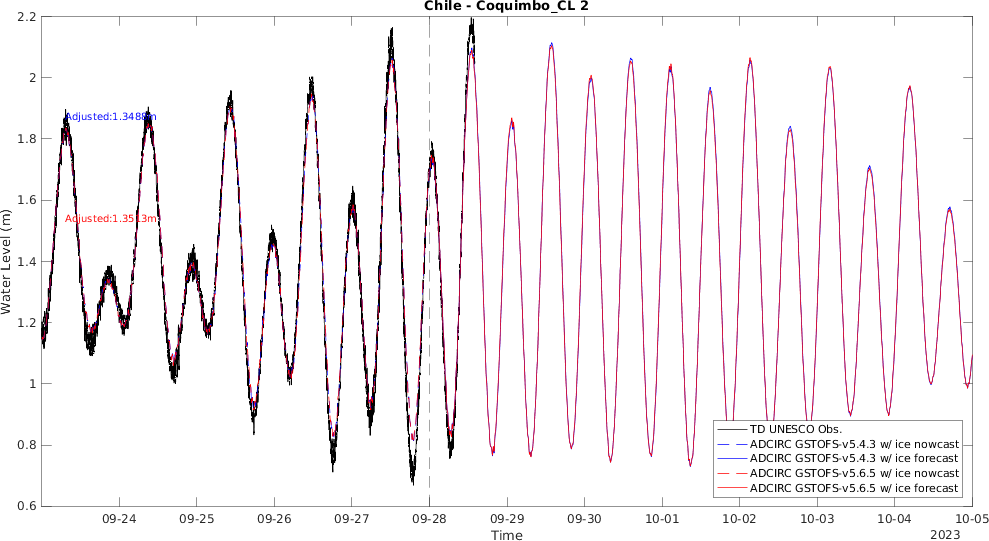 Chile - Coquimbo_CL 2
2.2
2
1.8
1.6
1.4
1.2
1
0.8
0.6
Water Level (m)
Adjusted:1.3488m
Adjusted:1.3513m
TD UNESCO Obs.
ADCIRC GSTOFS-v5.4.3 w/ ice nowcast
ADCIRC GSTOFS-v5.4.3 w/ ice forecast
ADCIRC GSTOFS-v5.6.5 w/ ice nowcast
ADCIRC GSTOFS-v5.6.5 w/ ice forecast
09-24 09-25 09-26 09-27 09-28 09-29 09-30 10-01 10-02 10-03 10-04 10-05
Time
2023